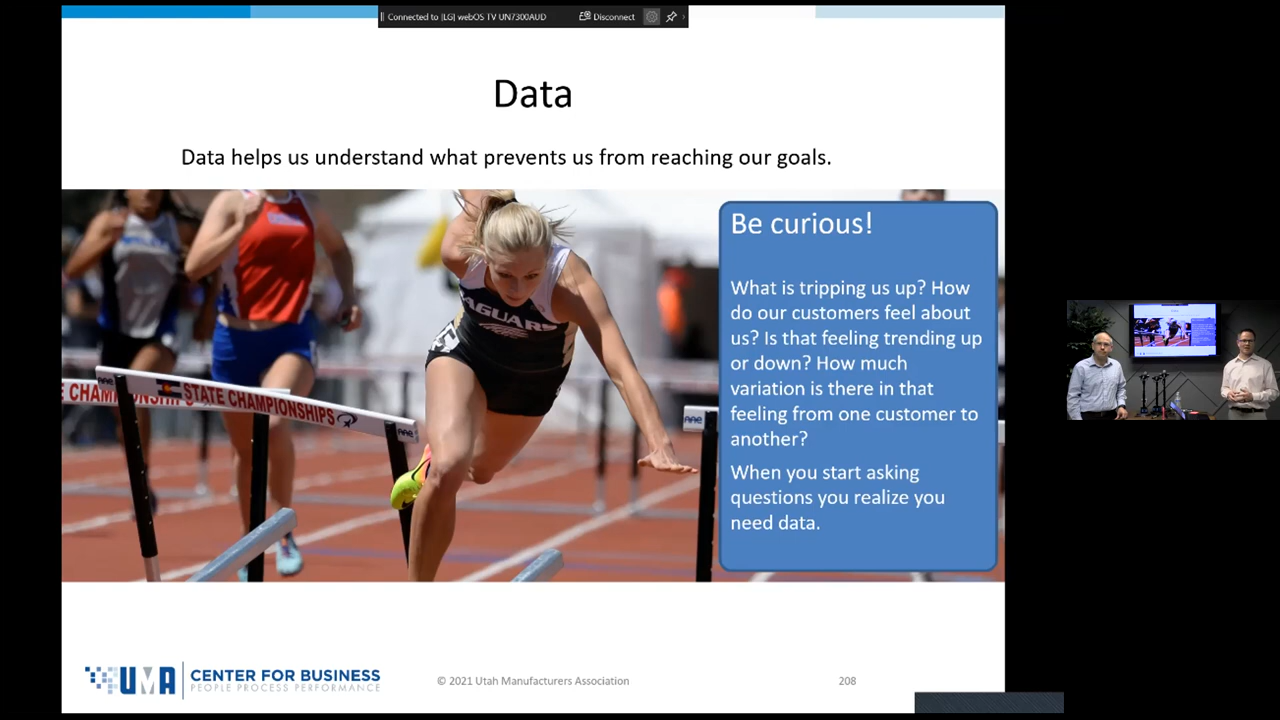 Connected to [LG] webOS TV UN7300AUD
Disconnect
Data
Data helps us understand what prevents us from reaching our goals.
Be curious!
What is tripping us up? How
do our customers feel about
us? Is that feeling trending up
or down? How much
variation is there in that
feeling from one customer to
another?
When you start asking
questions you realize you
need data.
STATE CHAMPIONSHIPS
AAE
JAGUARS
UMA
CENTER FOR BUSINESS
PEOPLE PROCESS PERFORMANCE
© 2021 Utah Manufacturers Association
208